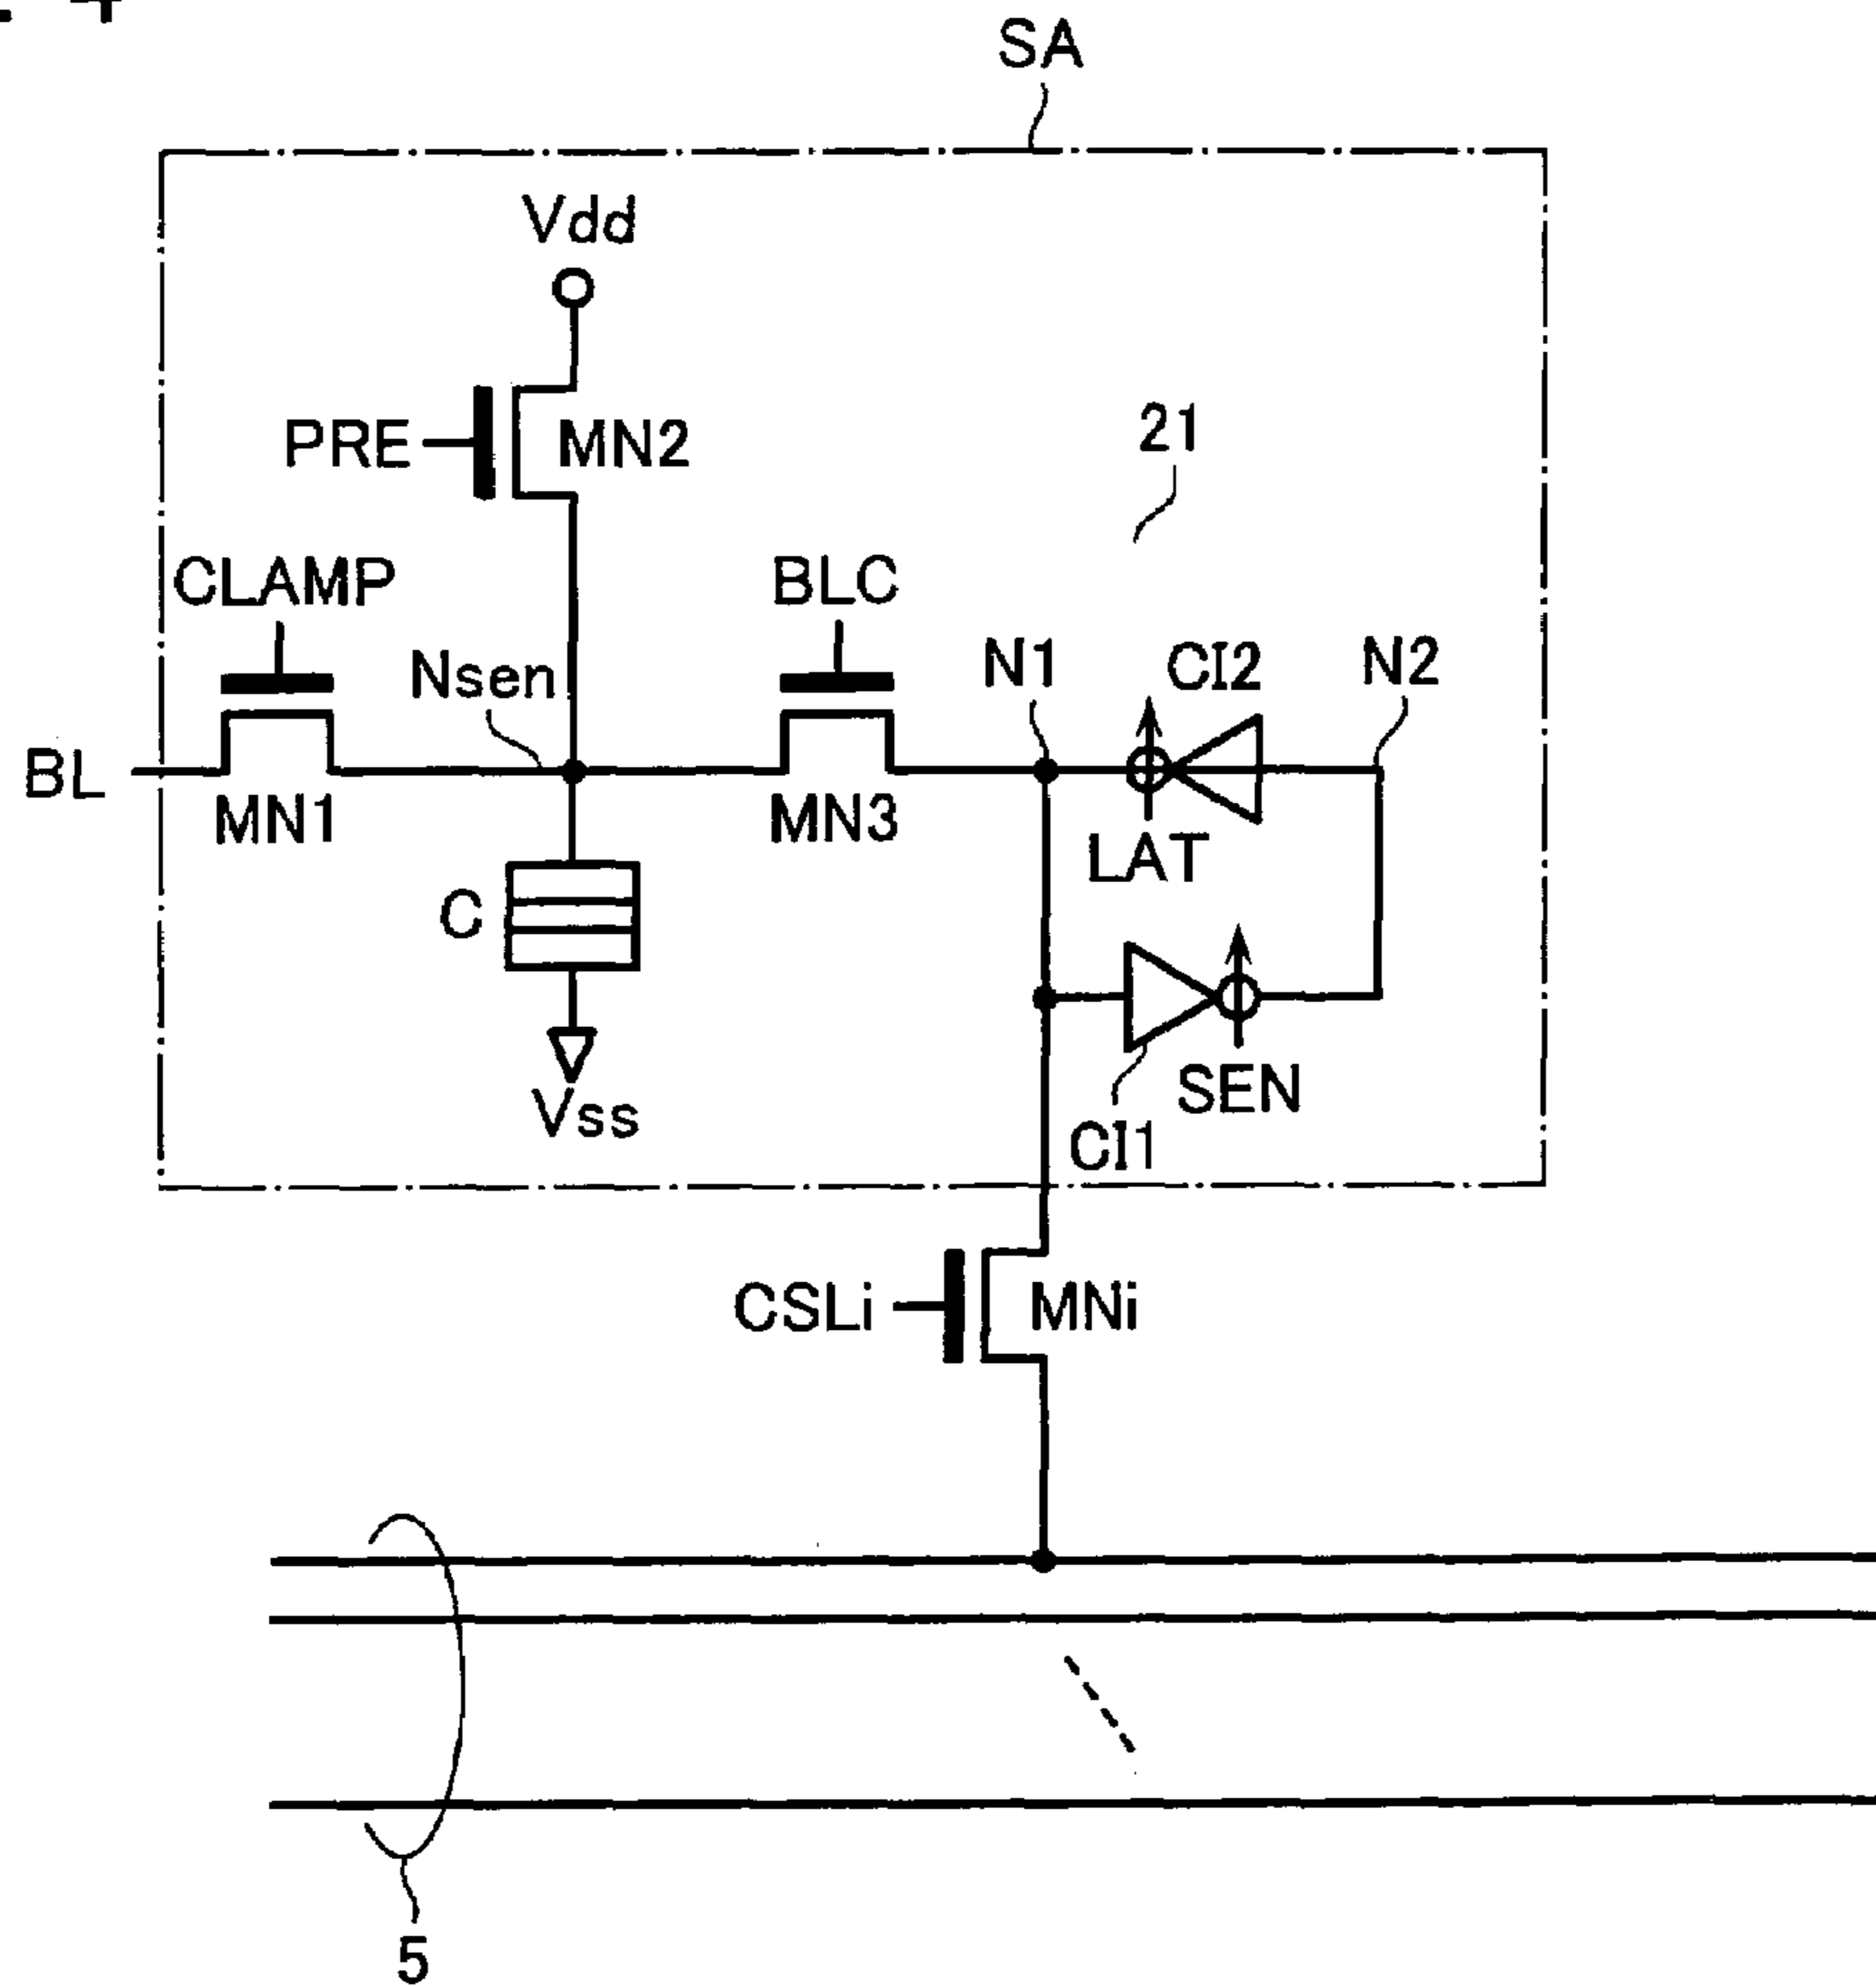 SA
Vdd
PRE
MN2
21
CLAMP
BLC
Nsen
N1
CI2
N2
BL
MN1
MN3
LAT
C
SEN
Vss
CI1
CSLi
MNi
5